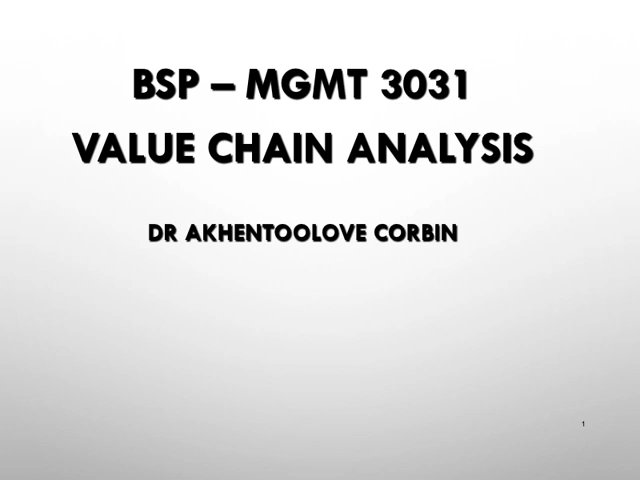 BSP – MGMT 3031
VALUE CHAIN ANALYSIS
DR AKHENTOOLOVE CORBIN
1